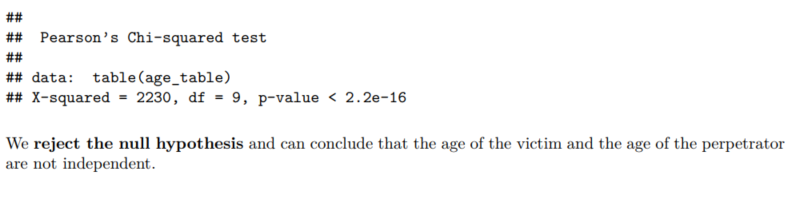 ##
## Pearson's Chi-squared test
##
## data: table(age_table)
## X-squared = 2230, df = 9, p-value < 2.2e-16
We reject the null hypothesis and can conclude that the age of the victim and the age of the perpetrator
are not independent.